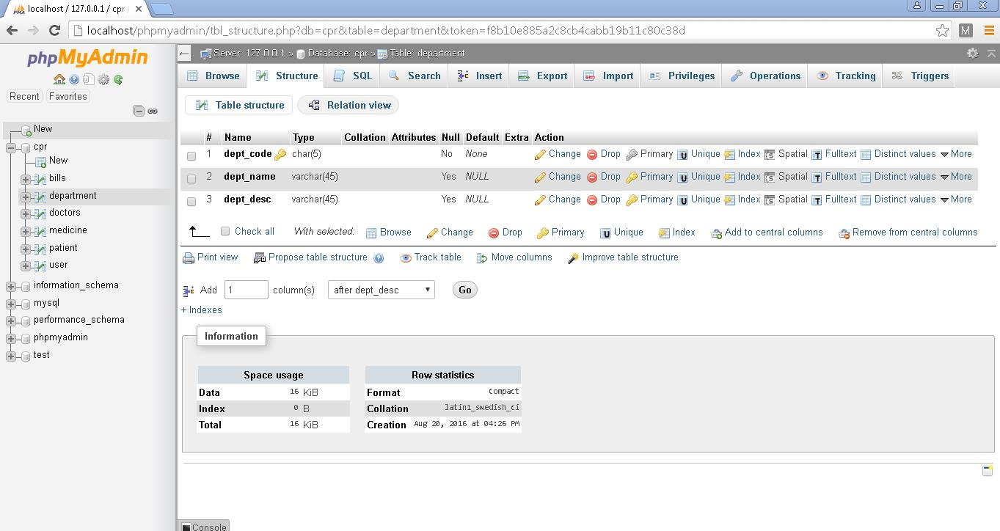 localhost / 127.0.0.1 / cpr
localhost/phpmyadmin/tbl_structure.php?db=cpr&table=department&token=f8b10e885a2c8cb4cabb19b11c80c38d
M
phpMyAdmin
Recent Favorites
New
cpr
New
bills
department
doctors
medicine
patient
user
information_schema
mysql
performance_schema
phpmyadmin
test
Server: 127.0.0.1 » Database: cpr » Table: department
Browse Structure SQL Search Insert Export Import Privileges Operations Tracking Triggers
Table structure Relation view
# Name Type Collation Attributes Null Default Extra Action
1 dept_code char(5) No None Change Drop Primary Unique Index Spatial Fulltext Distinct values More
2 dept_name varchar(45) Yes NULL Change Drop Primary Unique Index Spatial Fulltext Distinct values More
3 dept_desc varchar(45) Yes NULL Change Drop Primary Unique Index Spatial Fulltext Distinct values More
Check all With selected: Browse Change Drop Primary Unique Index Add to central columns Remove from central columns
Print view Propose table structure Track table Move columns Improve table structure
Add 1 column(s) after dept_desc Go
+ Indexes
Information
Space usage
Data 16 KiB
Index 0 B
Total 16 KiB
Row statistics
Format Compact
Collation latin1_swedish_ci
Creation Aug 20, 2016 at 04:26 PM
Console